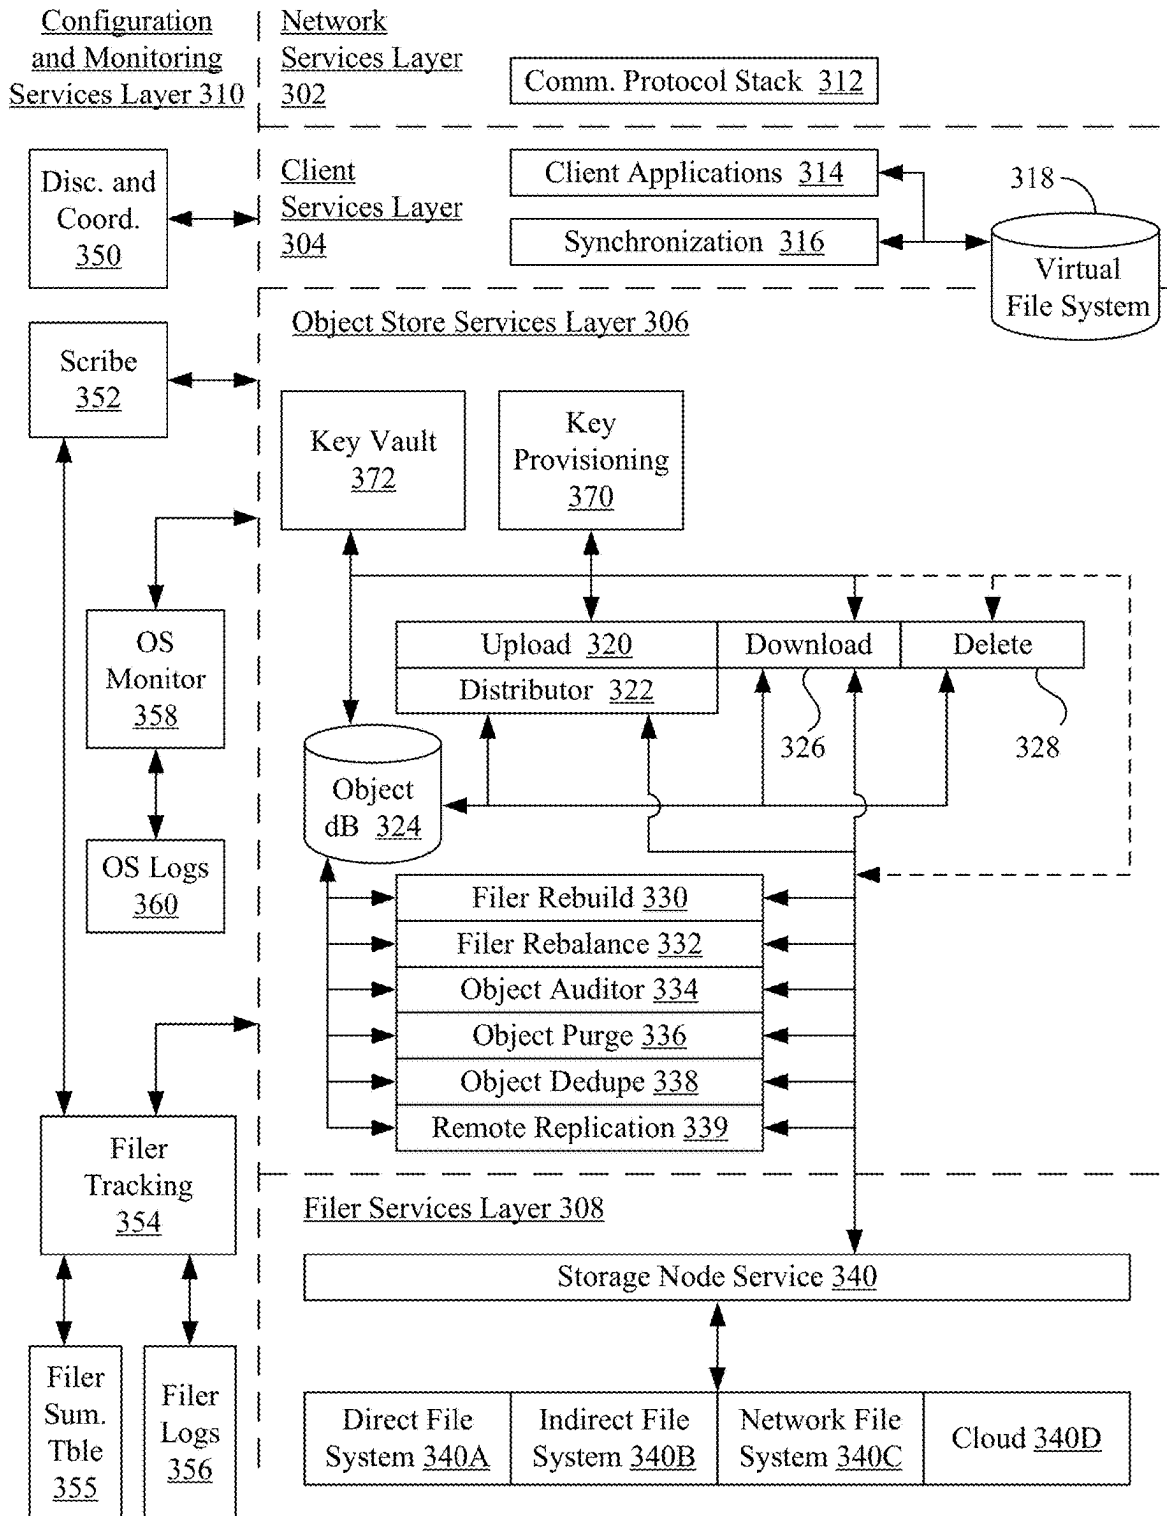 Configuration
and Monitoring
Services Layer 310
Network
Services Layer
302
Comm. Protocol Stack 312
Disc. and
Coord.
350
Client
Services Layer
304
Client Applications 314
Synchronization 316
318
Virtual
File System
Object Store Services Layer 306
Scribe
352
Key Vault
372
Key
Provisioning
370
OS
Monitor
358
Upload 320
Download
Delete
Distributor 322
326
328
Object
dB 324
OS Logs
360
Filer Rebuild 330
Filer Rebalance 332
Object Auditor 334
Object Purge 336
Object Dedupe 338
Remote Replication 339
Filer
Tracking
354
Filer Services Layer 308
Storage Node Service 340
Filer
Sum.
Tble
355
Filer
Logs
356
Direct File
System 340A
Indirect File
System 340B
Network File
System 340C
Cloud 340D